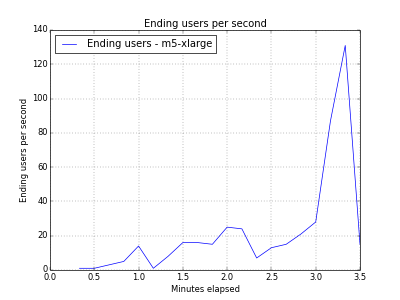 Ending users per second
Ending users - m5-xlarge
Ending users per second
140
120
100
80
60
40
20
0
0.0 0.5 1.0 1.5 2.0 2.5 3.0 3.5
Minutes elapsed